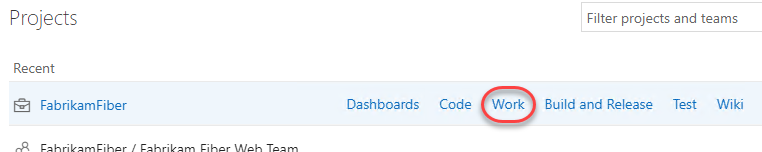 Projects
Filter projects and teams
Recent
FabrikamFiber Dashboards Code Work Build and Release Test Wiki
FabrikamFiber / Fabrikam Fiber Web Team